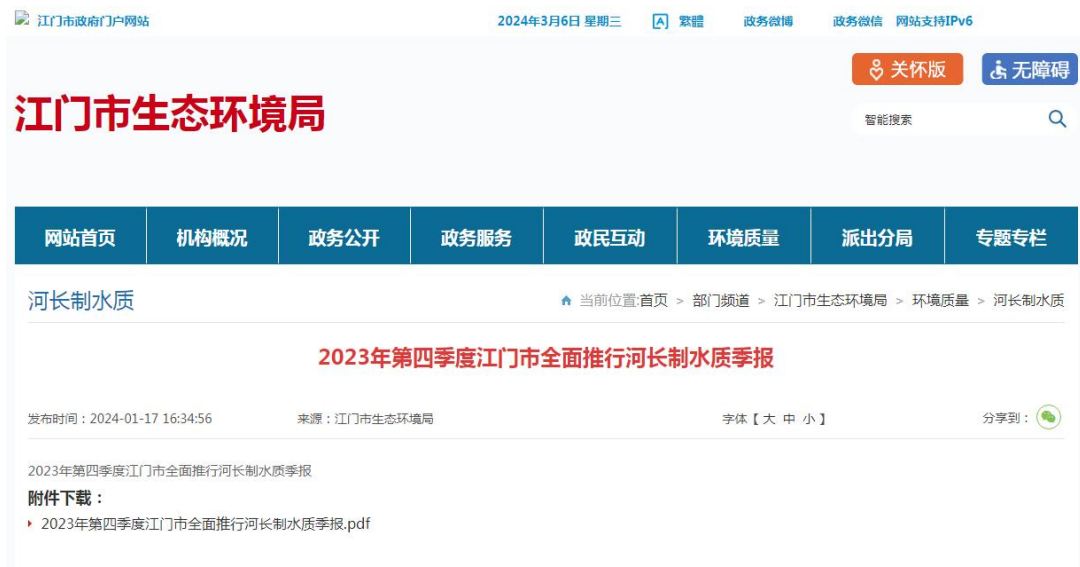 江门市政府门户网站 2024年3月6日 星期三 繁體 政务微博 政务微信 网站支持IPv6
关怀版 无障碍
江门市生态环境局
智能搜索
网站首页 机构概况 政务公开 政务服务 政民互动 环境质量 派出分局 专题专栏
河长制水质 当前位置:首页 > 部门频道 > 江门市生态环境局 > 环境质量 > 河长制水质
2023年第四季度江门市全面推行河长制水质季报
发布时间：2024-01-17 16:34:56 来源：江门市生态环境局 字体【 大 中 小 】 分享到：
2023年第四季度江门市全面推行河长制水质季报
附件下载：
2023年第四季度江门市全面推行河长制水质季报.pdf